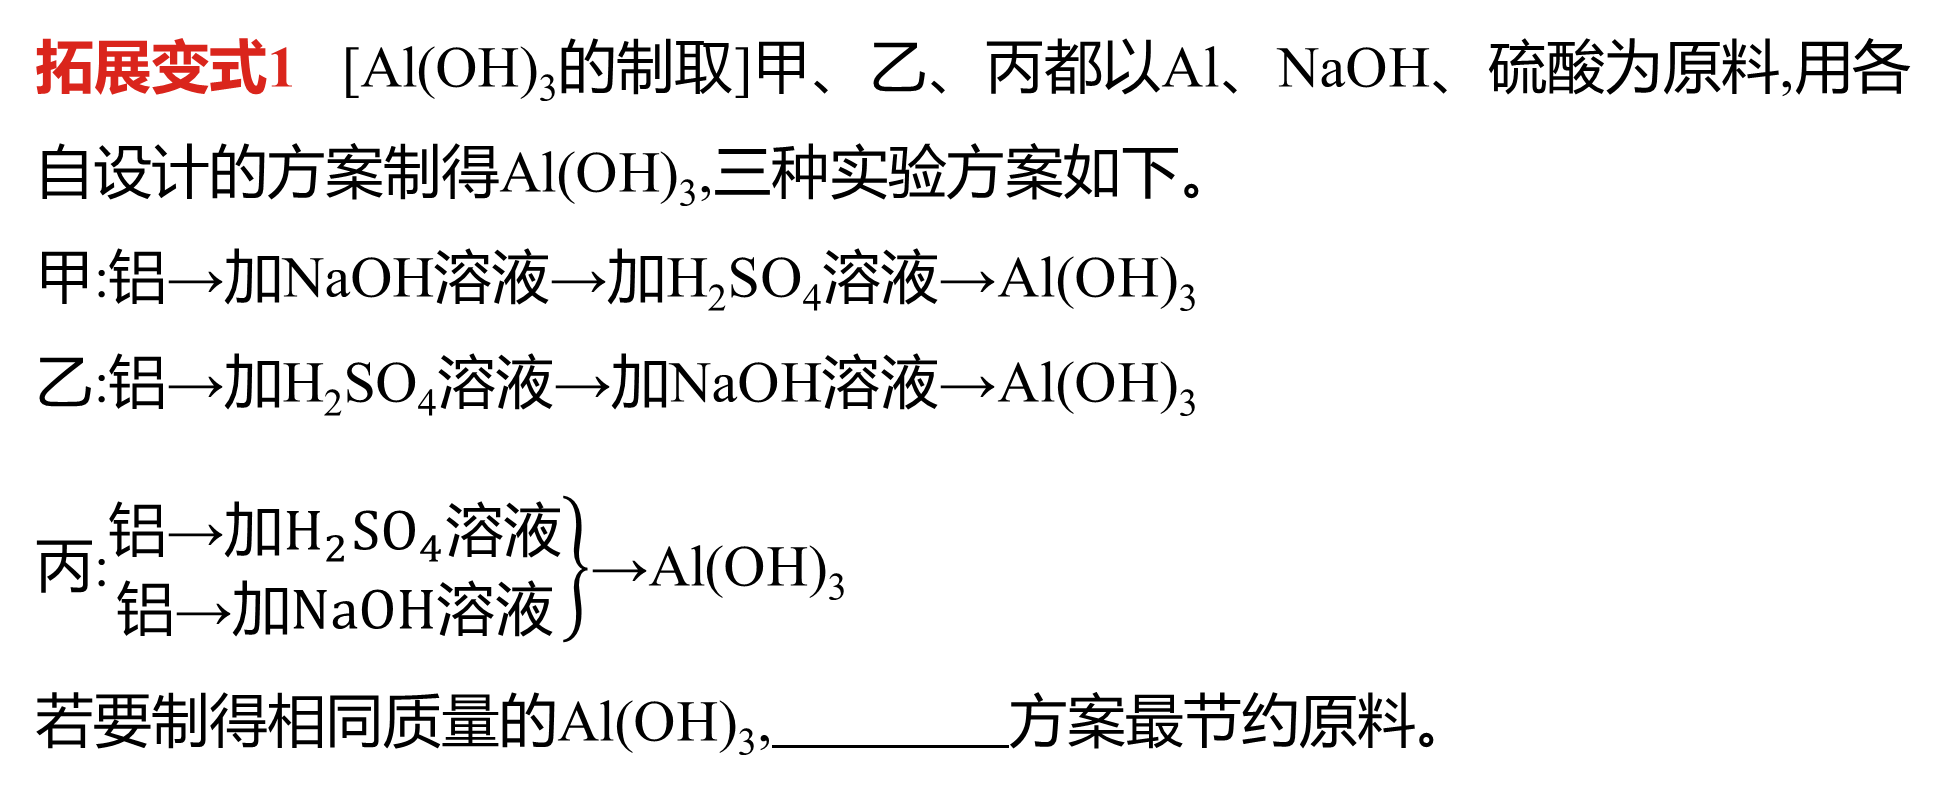 拓展变式1 [Al(OH)₃的制取]甲、乙、丙都以Al、NaOH、硫酸为原料,用各
自设计的方案制得Al(OH)₃,三种实验方案如下。
甲:铝→加NaOH溶液→加H₂SO₄溶液→Al(OH)₃
乙:铝→加H₂SO₄溶液→加NaOH溶液→Al(OH)₃
铝→加H₂SO₄溶液
丙: }→Al(OH)₃
铝→加NaOH溶液
若要制得相同质量的Al(OH)₃,________方案最节约原料。